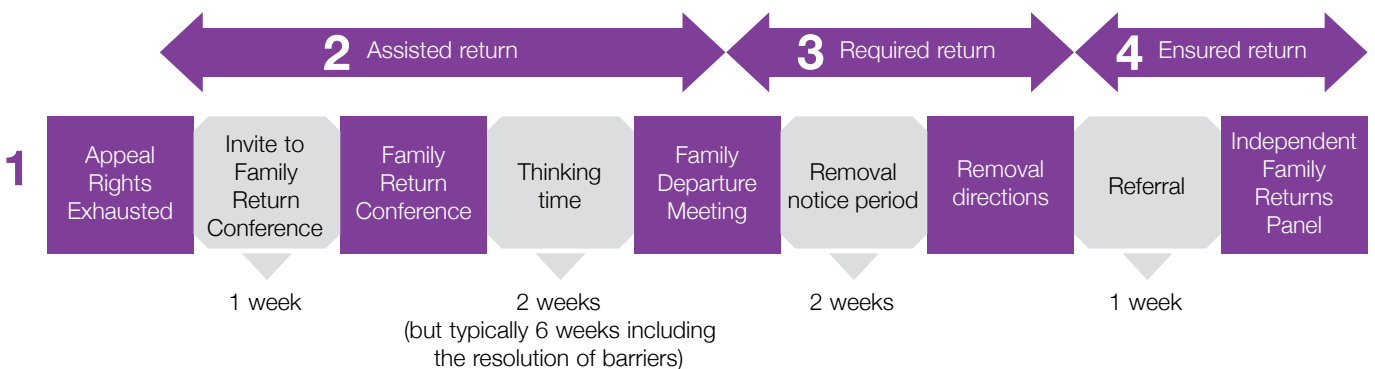 2 Assisted return
3 Required return
4 Ensured return
1
Appeal
Rights
Exhausted
Invite to
Family
Return
Conference
Family
Return
Conference
Thinking
time
Family
Departure
Meeting
Removal
notice period
Removal
directions
Referral
Independent
Family
Returns
Panel
1 week
2 weeks
(but typically 6 weeks including
the resolution of barriers)
2 weeks
1 week